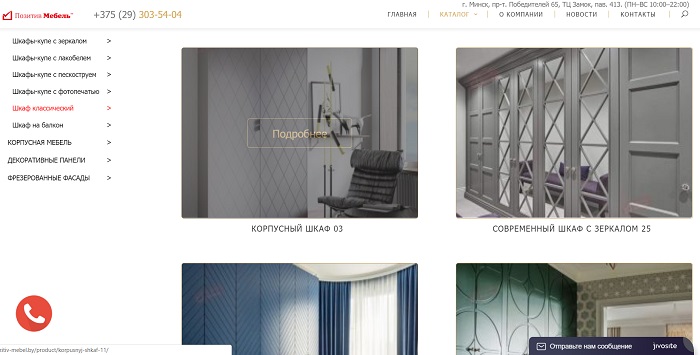 Позитив Мебель
+375 (29) 303-54-04
г. Минск, пр-т. Победителей 65, ТЦ Замок, пав. 413. (ПН–ВС 10:00–22:00)
ГЛАВНАЯ
КАТАЛОГ
О КОМПАНИИ
НОВОСТИ
КОНТАКТЫ
Шкафы-купе с зеркалом >
Шкафы-купе с лакобелем >
Шкафы-купе с пескоструем >
Шкафы-купе с фотопечатью >
Шкаф классический >
Шкаф на балкон >
КОРПУСНАЯ МЕБЕЛЬ >
ДЕКОРАТИВНЫЕ ПАНЕЛИ >
ФРЕЗЕРОВАННЫЕ ФАСАДЫ >
Подробнее
КОРПУСНЫЙ ШКАФ 03
СОВРЕМЕННЫЙ ШКАФ С ЗЕРКАЛОМ 25
itiv-mebel.by/product/korpusnyj-shkaf-11/
Отправьте нам сообщение
jivosite